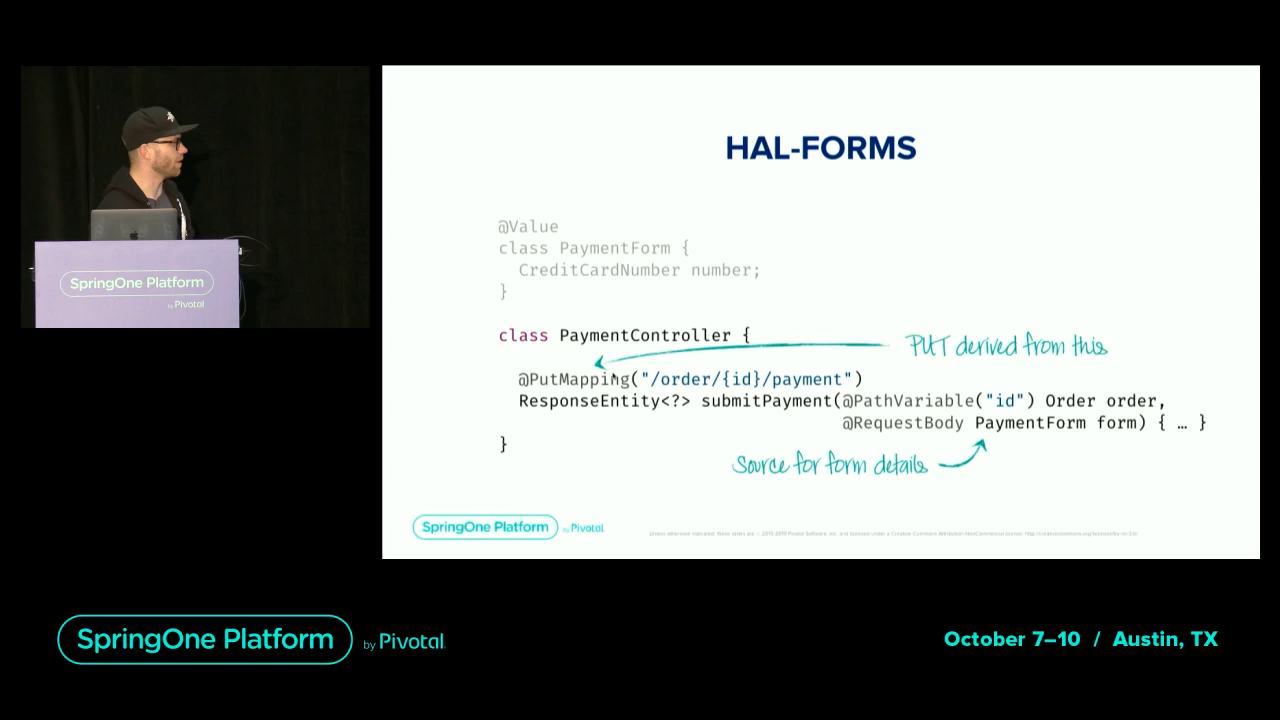 HAL-FORMS
@Value
class PaymentForm {
CreditCardNumber number;
}
class PaymentController {
PUT derived from this
@PutMapping("/order/{id}/payment")
ResponseEntity<?> submitPayment(@PathVariable("id") Order order,
@RequestBody PaymentForm form) { … }
}
Source for form details
SpringOne Platform
by Pivotal
SpringOne Platform
by Pivotal
SpringOne Platform
by Pivotal
October 7–10 / Austin, TX